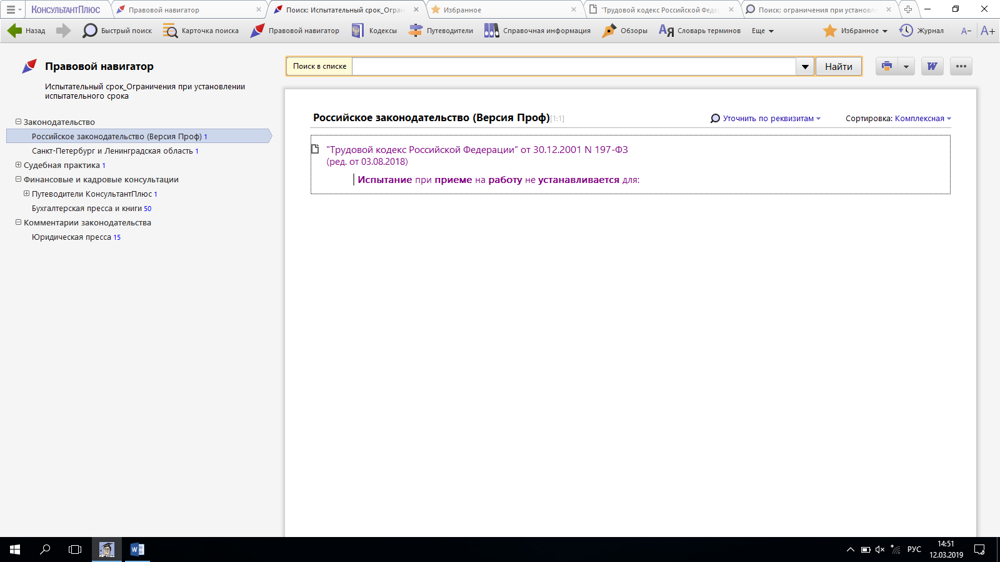 КонсультантПлюс
Правовой навигатор
Поиск: Испытательный срок_Огра
Избранное
"Трудовой кодекс Российской Феде
Поиск: ограничения при установле
Назад
Быстрый поиск
Карточка поиска
Правовой навигатор
Кодексы
Путеводители
Справочная информация
Обзоры
Словарь терминов
Еще
Избранное
Журнал
A−
A+
Правовой навигатор
Испытательный срок_Ограничения при установлении
испытательного срока
Законодательство
Российское законодательство (Версия Проф) 1
Санкт-Петербург и Ленинградская область 1
Судебная практика 1
Финансовые и кадровые консультации
Путеводители КонсультантПлюс 1
Бухгалтерская пресса и книги 50
Комментарии законодательства
Юридическая пресса 15
Поиск в списке
Найти
W
Российское законодательство (Версия Проф)[1:1]
Уточнить по реквизитам
Сортировка: Комплексная
"Трудовой кодекс Российской Федерации" от 30.12.2001 N 197-ФЗ
(ред. от 03.08.2018)
Испытание при приеме на работу не устанавливается для:
РУС
14:51
12.03.2019